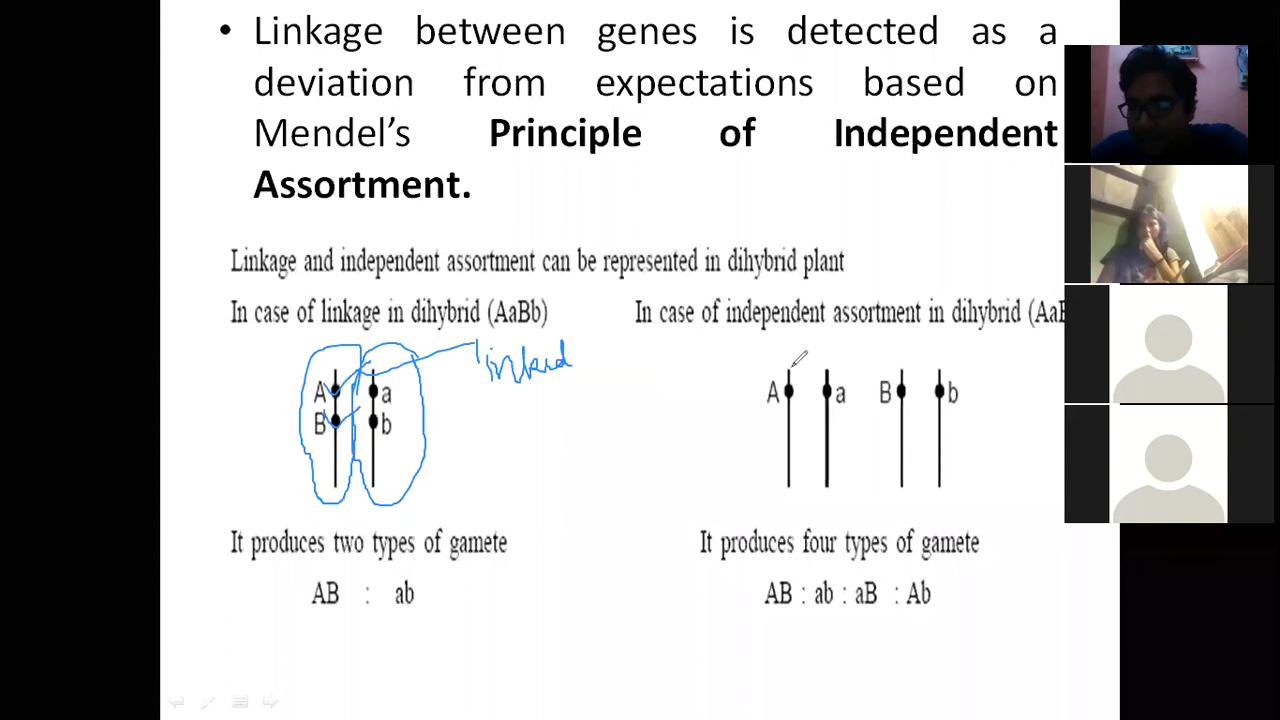 • Linkage between genes is detected as a
deviation from expectations based on
Mendel's Principle of Independent
Assortment.
Linkage and independent assortment can be represented in dihybrid plant
In case of linkage in dihybrid (AaBb)
In case of independent assortment in dihybrid (Aa
linked
A a
B b
A a B b
It produces two types of gamete
AB : ab
It produces four types of gamete
AB : ab : aB : Ab